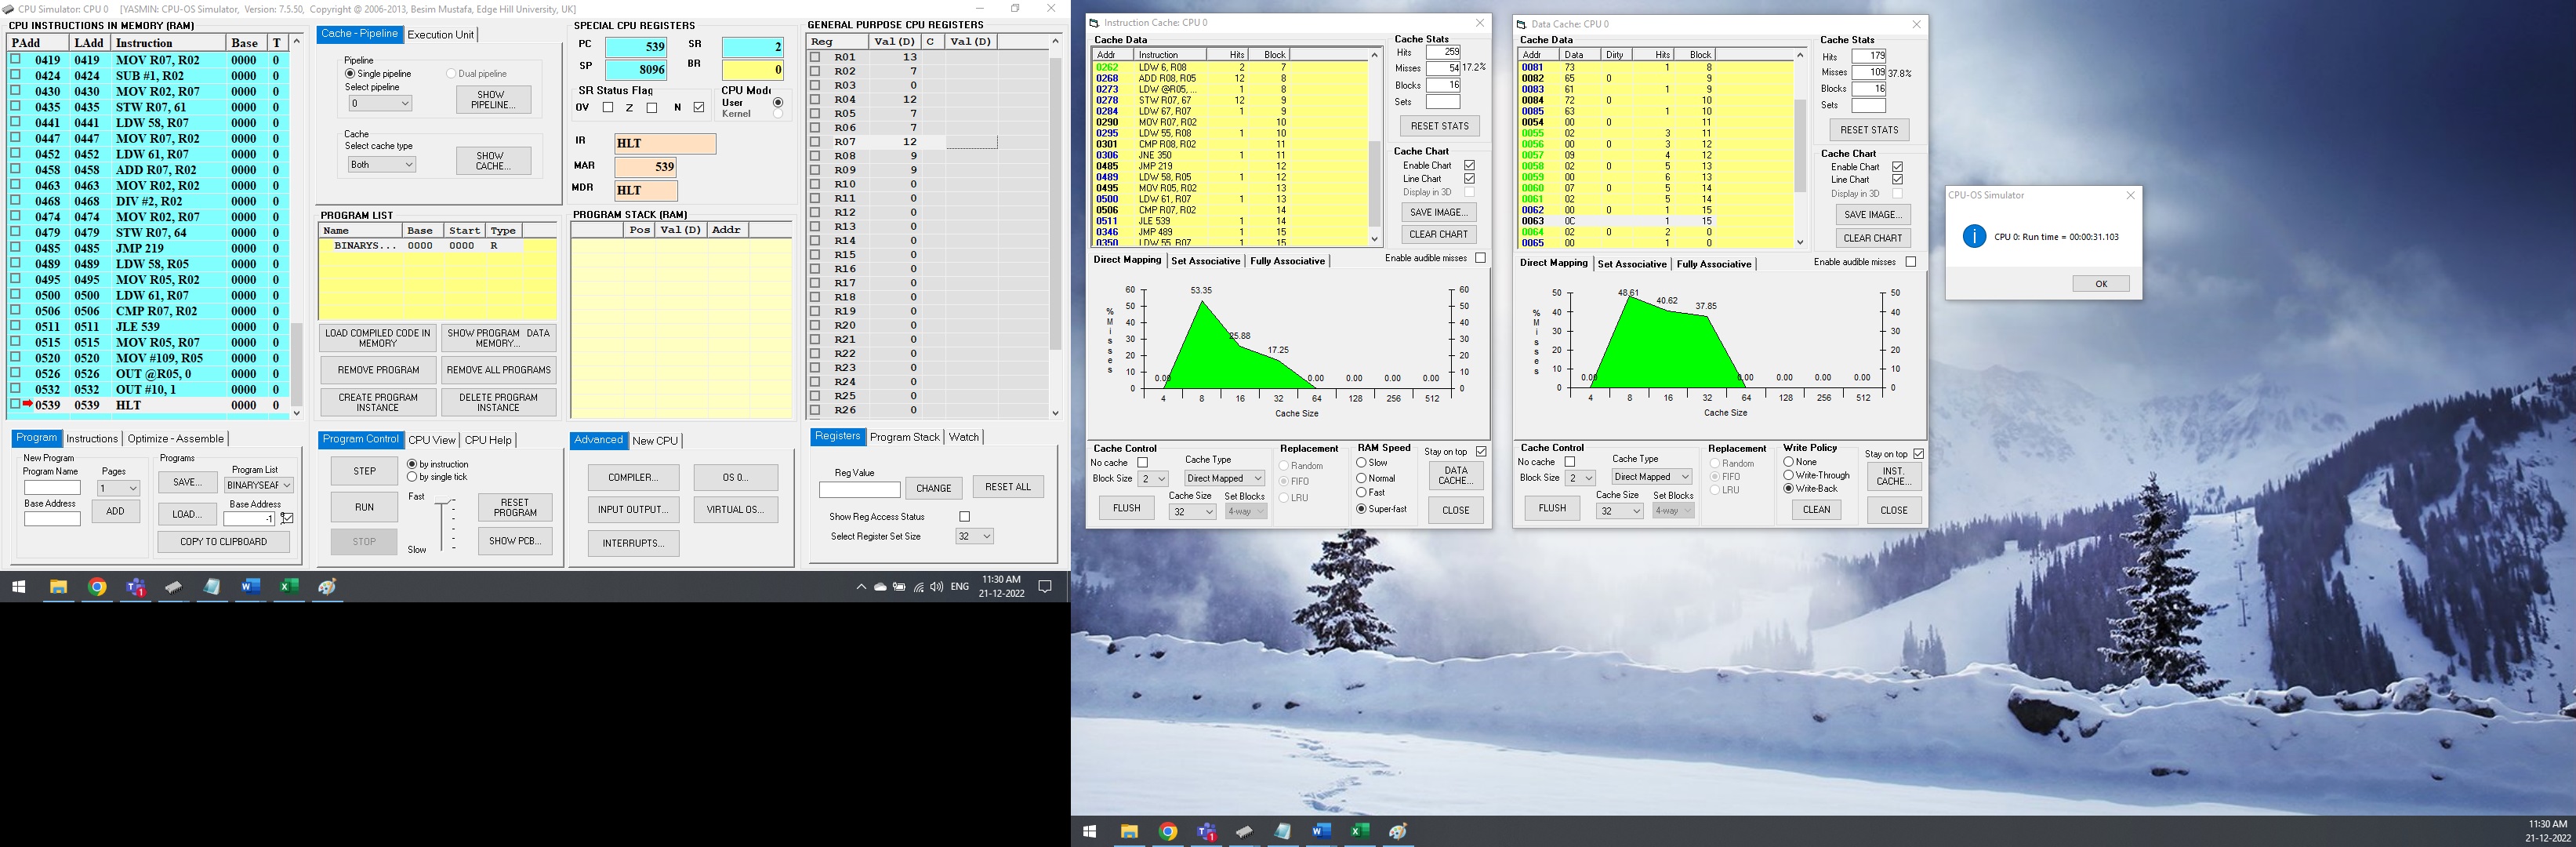 CPU Simulator: CPU 0 [YASMIN: CPU-OS Simulator, Version: 7.5.50, Copyright @ 2006-2013, Besim Mustafa, Edge Hill University, UK]
CPU INSTRUCTIONS IN MEMORY (RAM)
PAdd LAdd Instruction Base T
0419 0419 MOV R07, R02 0000 0
0424 0424 SUB #1, R02 0000 0
0430 0430 MOV R02, R07 0000 0
0435 0435 STW R07, 61 0000 0
0441 0441 LDW 58, R07 0000 0
0447 0447 MOV R07, R02 0000 0
0452 0452 LDW 61, R07 0000 0
0458 0458 ADD R07, R02 0000 0
0463 0463 MOV R02, R02 0000 0
0468 0468 DIV #2, R02 0000 0
0474 0474 MOV R02, R07 0000 0
0479 0479 STW R07, 64 0000 0
0485 0485 JMP 219 0000 0
0489 0489 LDW 58, R05 0000 0
0495 0495 MOV R05, R02 0000 0
0500 0500 LDW 61, R07 0000 0
0506 0506 CMP R07, R02 0000 0
0511 0511 JLE 539 0000 0
0515 0515 MOV R05, R07 0000 0
0520 0520 MOV #109, R05 0000 0
0526 0526 OUT @R05, 0 0000 0
0532 0532 OUT #10, 1 0000 0
0539 0539 HLT 0000 0
Program Instructions Optimize - Assemble
New Program
Program Name Pages
1
Base Address
ADD
Programs
SAVE...
Program List
BINARYSEAR
LOAD...
Base Address
-1
COPY TO CLIPBOARD
Cache - Pipeline Execution Unit
Pipeline
Single pipeline Dual pipeline
Select pipeline
0
SHOW PIPELINE...
Cache
Select cache type
Both
SHOW CACHE...
PROGRAM LIST
Name Base Start Type
BINARYS... 0000 0000 R
LOAD COMPILED CODE IN MEMORY
SHOW PROGRAM DATA MEMORY...
REMOVE PROGRAM
REMOVE ALL PROGRAMS
CREATE PROGRAM INSTANCE
DELETE PROGRAM INSTANCE
Program Control CPU View CPU Help
STEP
by instruction
by single tick
RUN
Fast
RESET PROGRAM
STOP
Slow
SHOW PCB...
SPECIAL CPU REGISTERS
PC 539 SR 2
SP 8096 BR 0
SR Status Flag
OV Z N
CPU Mode
User
Kernel
IR HLT
MAR 539
MDR HLT
PROGRAM STACK (RAM)
Pos Val(D) Addr
Advanced New CPU
COMPILER... OS 0...
INPUT OUTPUT... VIRTUAL OS...
INTERRUPTS...
GENERAL PURPOSE CPU REGISTERS
Reg Val(D) C Val(D)
R01 13
R02 7
R03 0
R04 12
R05 7
R06 7
R07 12
R08 9
R09 9
R10 0
R11 0
R12 0
R13 0
R14 0
R15 0
R16 0
R17 0
R18 0
R19 0
R20 0
R21 0
R22 0
R23 0
R24 0
R25 0
R26 0
Registers Program Stack Watch
Reg Value
CHANGE
RESET ALL
Show Reg Access Status
Select Register Set Size 32
ENG
11:30 AM
21-12-2022
Instruction Cache: CPU 0
Cache Data
Addr Instruction Hits Block
0262 LDW 6, R08 2 7
0268 ADD R08, R05 12 8
0273 LDW @R05, ... 1 8
0278 STW R07, 67 12 9
0284 LDW 67, R07 1 9
0290 MOV R07, R02 10
0295 LDW 55, R08 1 10
0301 CMP R08, R02 11
0306 JNE 350 1 11
0485 JMP 219 12
0489 LDW 58, R05 1 12
0495 MOV R05, R02 13
0500 LDW 61, R07 1 13
0506 CMP R07, R02 14
0511 JLE 539 1 14
0346 JMP 489 1 15
0350 LDW 55, R07 1 15
Cache Stats
Hits 259
Misses 54 17.2%
Blocks 16
Sets
RESET STATS
Cache Chart
Enable Chart
Line Chart
Display in 3D
SAVE IMAGE...
CLEAR CHART
Direct Mapping Set Associative Fully Associative
Enable audible misses
% Misses
60 50 40 30 20 10 0
0.00 53.35 25.88 17.25 0.00 0.00 0.00 0.00
60 50 40 30 20 10 0
4 8 16 32 64 128 256 512
Cache Size
Cache Control
No cache
Block Size 2
FLUSH
Cache Type
Direct Mapped
Cache Size
32
Set Blocks
4-way
Replacement
Random
FIFO
LRU
RAM Speed
Slow
Normal
Fast
Super-fast
Stay on top
DATA CACHE...
CLOSE
Data Cache: CPU 0
Cache Data
Addr Data Dirty Hits Block
0081 73 1 8
0082 65 0 9
0083 61 1 9
0084 72 0 10
0085 63 1 10
0054 00 0 11
0055 02 3 11
0056 00 0 3 12
0057 09 4 12
0058 02 0 5 13
0059 00 6 13
0060 07 0 5 14
0061 02 5 14
0062 00 0 1 15
0063 0C 1 15
0064 02 0 2 0
0065 00 1 0
Cache Stats
Hits 179
Misses 109 37.8%
Blocks 16
Sets
RESET STATS
Cache Chart
Enable Chart
Line Chart
Display in 3D
SAVE IMAGE...
CLEAR CHART
Direct Mapping Set Associative Fully Associative
Enable audible misses
% Misses
50 40 30 20 10 0
0.00 48.61 40.62 37.85 0.00 0.00 0.00 0.00
50 40 30 20 10 0
4 8 16 32 64 128 256 512
Cache Size
Cache Control
No cache
Block Size 2
FLUSH
Cache Type
Direct Mapped
Cache Size
32
Set Blocks
4-way
Replacement
Random
FIFO
LRU
Write Policy
None
Write-Through
Write-Back
CLEAN
Stay on top
INST. CACHE...
CLOSE
CPU-OS Simulator
CPU 0: Run time = 00:00:31.103
OK
11:30 AM
21-12-2022